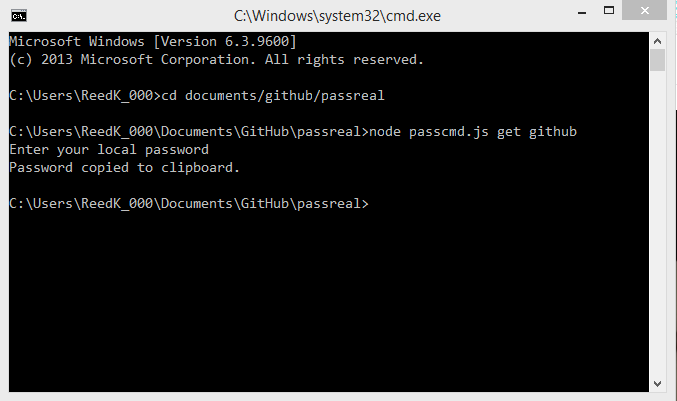 C:\Windows\system32\cmd.exe
Microsoft Windows [Version 6.3.9600]
(c) 2013 Microsoft Corporation. All rights reserved.
C:\Users\ReedK_000>cd documents/github/passreal
C:\Users\ReedK_000\Documents\GitHub\passreal>node passcmd.js get github
Enter your local password
Password copied to clipboard.
C:\Users\ReedK_000\Documents\GitHub\passreal>